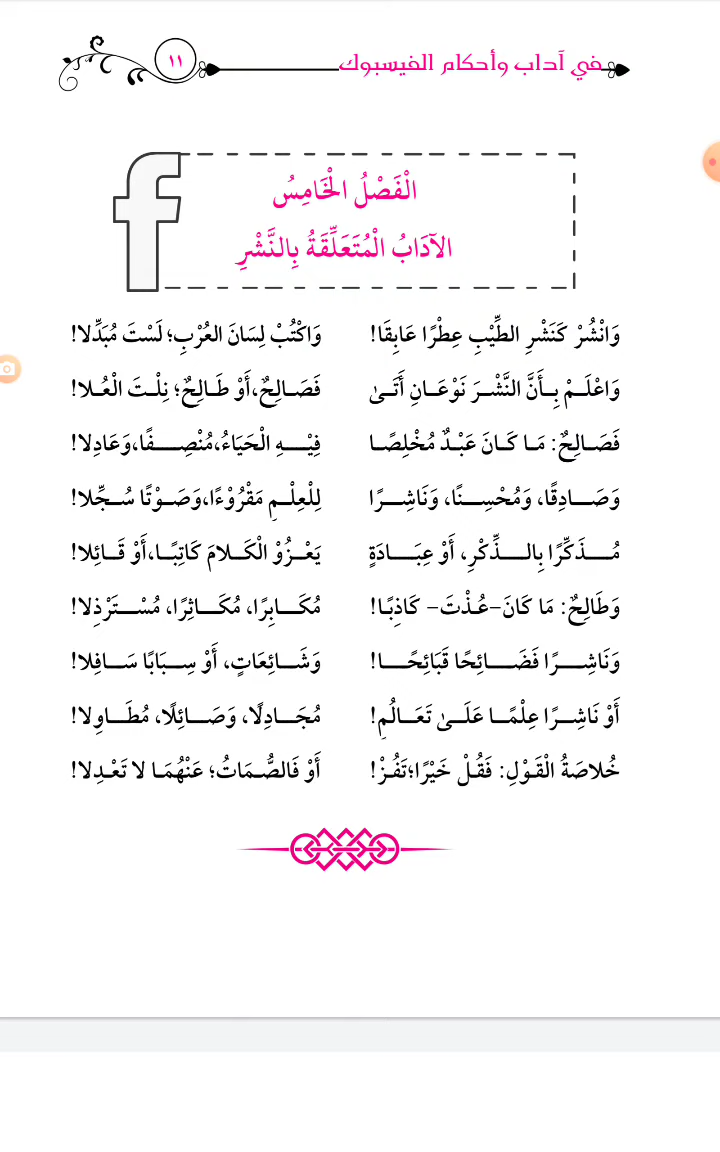 في آداب وأحكام الفيسبوك ١١
f
الْفَصْلُ الْخَامِسُ
الآدَابُ الْمُتَعَلِّقَةُ بِالنَّشْرِ
وَانْشُرْ كَنَشْرِ الطِّيْبِ عِطْرًا عَابِقَا! وَاكْتُبْ لِسَانَ العُرْبِ؛ لَسْتَ مُبَدِّلا!
وَاعْلَمْ بِأَنَّ النَّشْرَ نَوْعَانِ أَتَىٰ فَصَالِحٌ،أَوْ طَالِحٌ؛ نِلْتَ الْعُلا!
فَصَالِحٌ: مَا كَانَ عَبْدٌ مُخْلِصًا فِيْهِ الْحَيَاءُ،مُنْصِفًا،وَعَادِلا!
وَصَادِقًا، وَمُحْسِنًا، وَنَاشِرًا لِلْعِلْمِ مَقْرُوْءًا،وَصَوْتًا سُجِّلا!
مُذَكِّرًا بِالذِّكْرِ، أَوْ عِبَادَةٍ يَعْزُوْ الْكَلامَ كَاتِبًا،أَوْ قَائِلا!
وَطَالِحٌ: مَا كَانَ-عُذْتَ- كَاذِبًا! مُكَابِرًا، مُكَاثِرًا، مُسْتَرْذِلا!
وَنَاشِرًا فَضَائِحًا قَبَائِحًا! وَشَائِعَاتٍ، أَوْ سِبَابًا سَافِلا!
أَوْ نَاشِرًا عِلْمًا عَلَىٰ تَعَالُمِ! مُجَادِلًا، وَصَائِلًا، مُطَاوِلا!
خُلاصَةُ الْقَوْلِ: فَقُلْ خَيْرًا؛تَفُزْ! أَوْ فَالصُّمَاتُ؛ عَنْهُمَا لا تَعْدِلا!